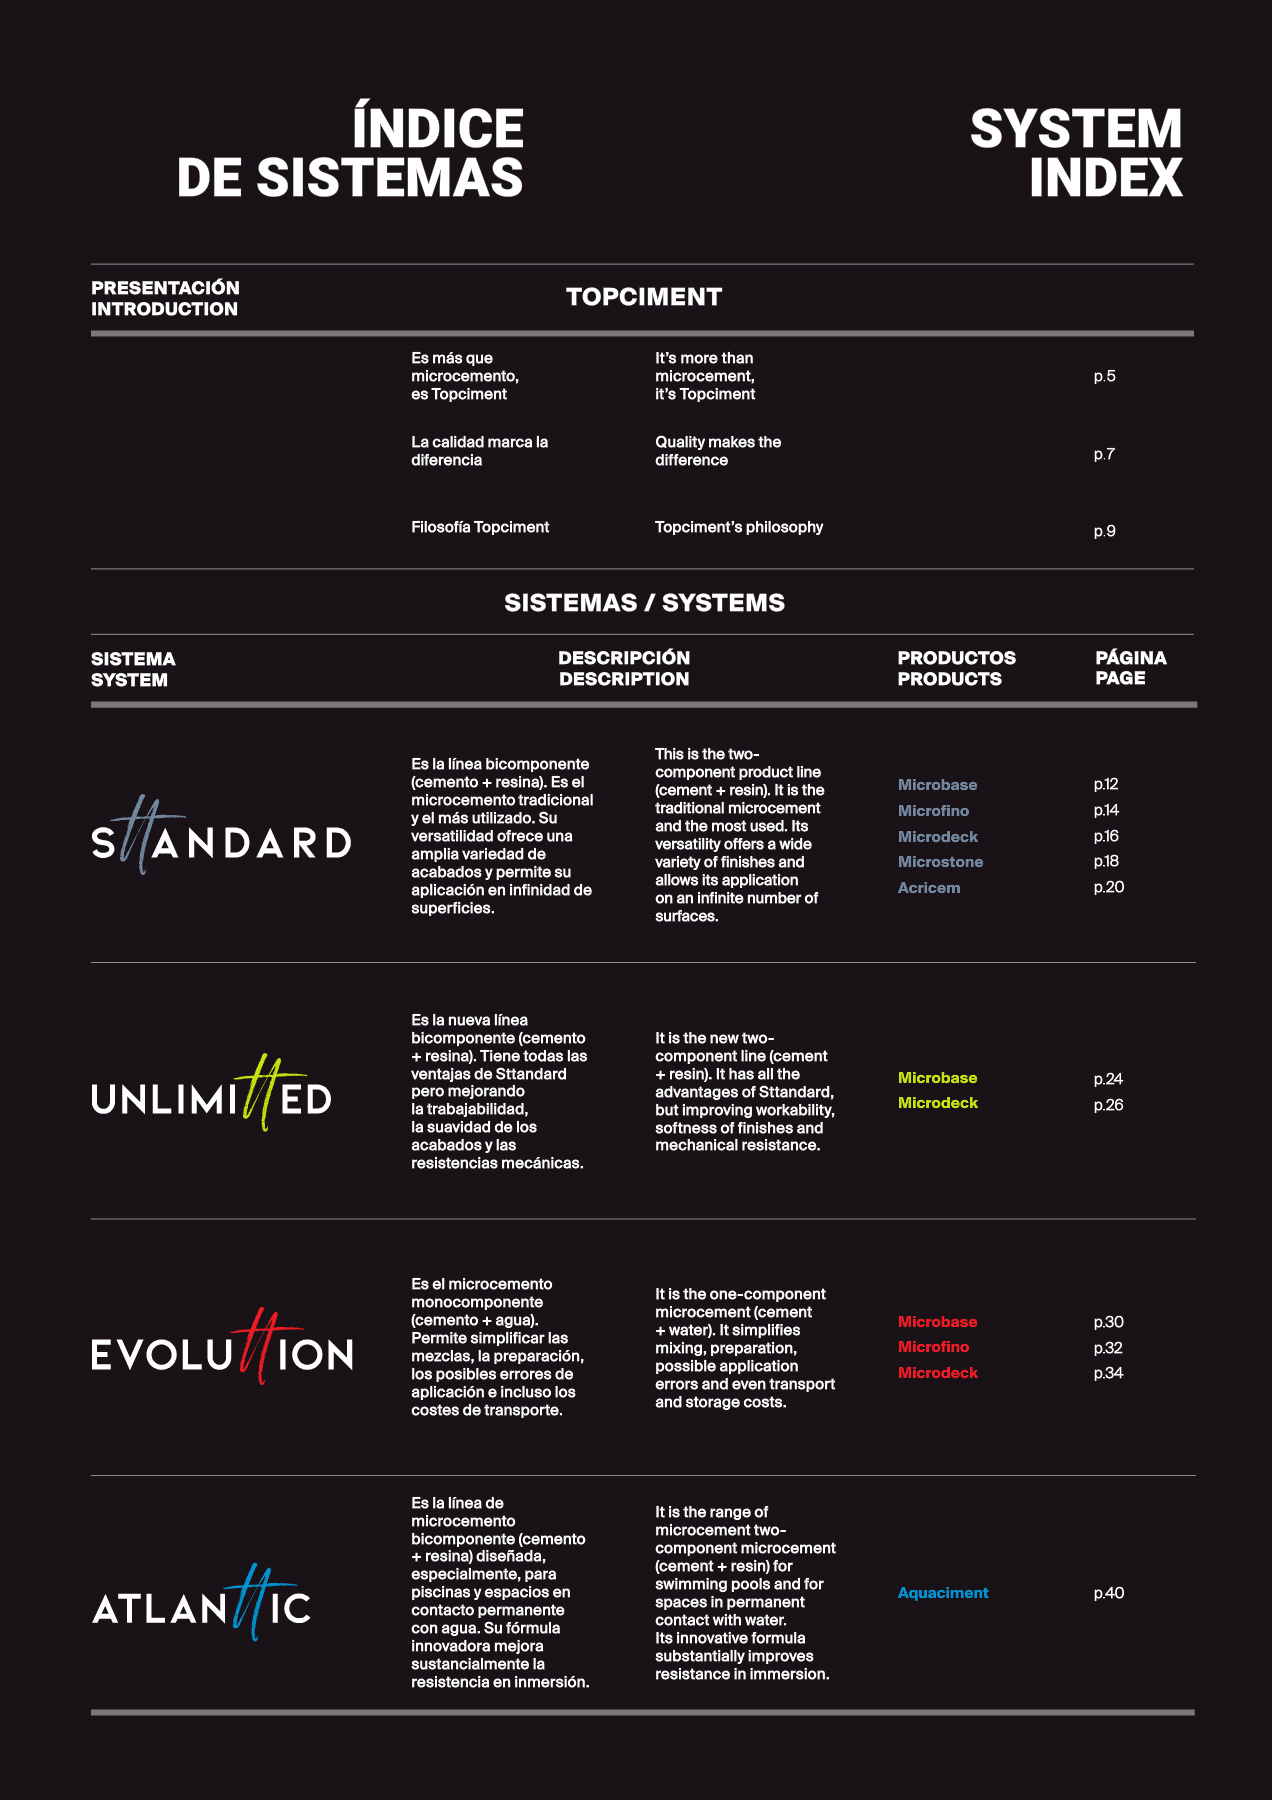 ÍNDICE
DE SISTEMAS
SYSTEM
INDEX
PRESENTACIÓN
INTRODUCTION
TOPCIMENT
Es más que
microcemento,
es Topciment
It's more than
microcement,
it's Topciment
p.5
La calidad marca la
diferencia
Quality makes the
difference
p.7
Filosofía Topciment
Topciment's philosophy
p.9
SISTEMAS / SYSTEMS
SISTEMA
SYSTEM
DESCRIPCIÓN
DESCRIPTION
PRODUCTOS
PRODUCTS
PÁGINA
PAGE
STTANDARD
Es la línea bicomponente
(cemento + resina). Es el
microcemento tradicional
y el más utilizado. Su
versatilidad ofrece una
amplia variedad de
acabados y permite su
aplicación en infinidad de
superficies.
This is the two-
component product line
(cement + resin). It is the
traditional microcement
and the most used. Its
versatility offers a wide
variety of finishes and
allows its application
on an infinite number of
surfaces.
Microbase p.12
Microfino p.14
Microdeck p.16
Microstone p.18
Acricem p.20
UNLIMITTED
Es la nueva línea
bicomponente (cemento
+ resina). Tiene todas las
ventajas de Sttandard
pero mejorando
la trabajabilidad,
la suavidad de los
acabados y las
resistencias mecánicas.
It is the new two-
component line (cement
+ resin). It has all the
advantages of Sttandard,
but improving workability,
softness of finishes and
mechanical resistance.
Microbase p.24
Microdeck p.26
EVOLUTTION
Es el microcemento
monocomponente
(cemento + agua).
Permite simplificar las
mezclas, la preparación,
los posibles errores de
aplicación e incluso los
costes de transporte.
It is the one-component
microcement (cement
+ water). It simplifies
mixing, preparation,
possible application
errors and even transport
and storage costs.
Microbase p.30
Microfino p.32
Microdeck p.34
ATLANTTIC
Es la línea de
microcemento
bicomponente (cemento
+ resina) diseñada,
especialmente, para
piscinas y espacios en
contacto permanente
con agua. Su fórmula
innovadora mejora
sustancialmente la
resistencia en inmersión.
It is the range of
microcement two-
component microcement
(cement + resin) for
swimming pools and for
spaces in permanent
contact with water.
Its innovative formula
substantially improves
resistance in immersion.
Aquaciment p.40